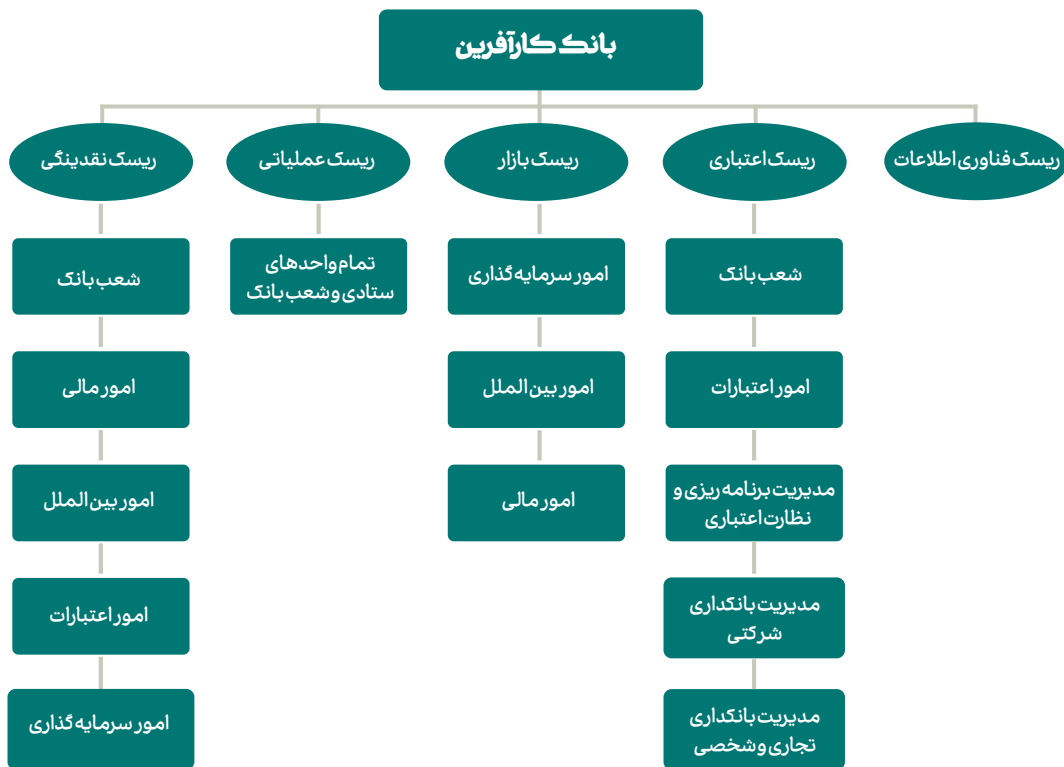 بانک کارآفرین
ریسک فناوری اطلاعات
ریسک اعتباری
ریسک بازار
ریسک عملیاتی
ریسک نقدینگی
شعب بانک
امور اعتبارات
مدیریت برنامه ریزی و
نظارت اعتباری
مدیریت بانکداری
شرکتی
مدیریت بانکداری
تجاری و شخصی
امور سرمایه گذاری
امور بین الملل
امور مالی
تمام واحدهای
ستادی و شعب بانک
شعب بانک
امور مالی
امور بین الملل
امور اعتبارات
امور سرمایه گذاری